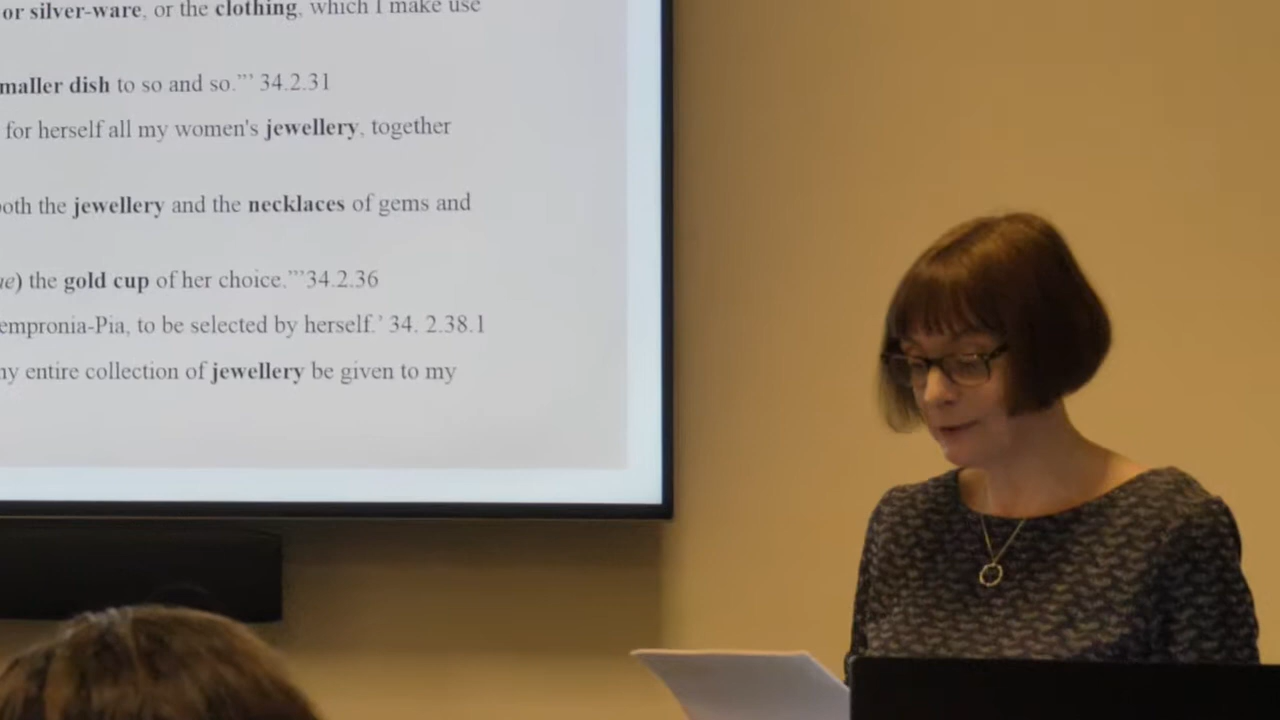 or silver-ware, or the clothing, which I make use
maller dish to so and so."’ 34.2.31
for herself all my women's jewellery, together
oth the jewellery and the necklaces of gems and
ae) the gold cup of her choice."’34.2.36
empronia-Pia, to be selected by herself.’ 34. 2.38.1
ny entire collection of jewellery be given to my